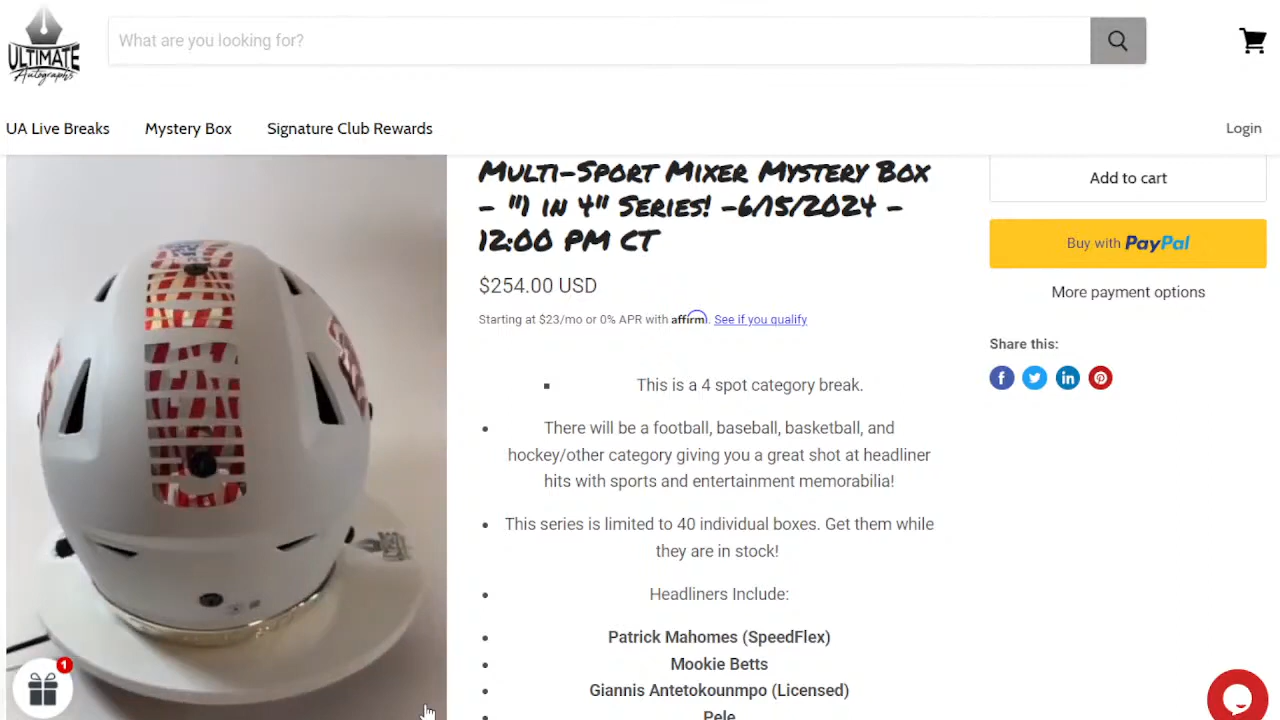 ULTIMATE
Autographs
What are you looking for?
UA Live Breaks
Mystery Box
Signature Club Rewards
Login
Multi-Sport Mixer Mystery Box
- "1 in 4" Series! -6/15/2024 -
12:00 PM CT
$254.00 USD
Starting at $23/mo or 0% APR with affirm. See if you qualify
This is a 4 spot category break.
There will be a football, baseball, basketball, and
hockey/other category giving you a great shot at headliner
hits with sports and entertainment memorabilia!
This series is limited to 40 individual boxes. Get them while
they are in stock!
Headliners Include:
Patrick Mahomes (SpeedFlex)
Mookie Betts
Giannis Antetokounmpo (Licensed)
Pele
Add to cart
Buy with PayPal
More payment options
Share this:
1